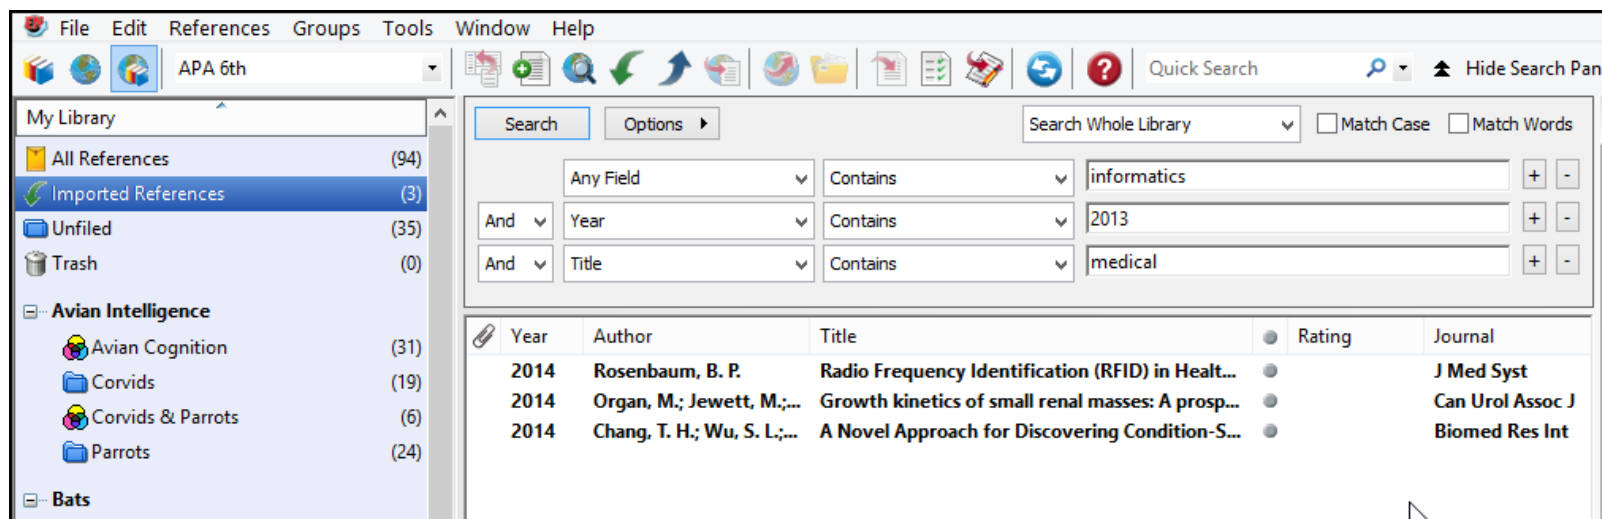 File Edit References Groups Tools Window Help
APA 6th Quick Search Hide Search Pan
My Library
All References (94)
Imported References (3)
Unfiled (35)
Trash (0)
Avian Intelligence
Avian Cognition (31)
Corvids (19)
Corvids & Parrots (6)
Parrots (24)
Bats
Search Options Search Whole Library Match Case Match Words
Any Field Contains informatics + -
And Year Contains 2013 + -
And Title Contains medical + -
Year Author Title Rating Journal
2014 Rosenbaum, B. P. Radio Frequency Identification (RFID) in Healt... J Med Syst
2014 Organ, M.; Jewett, M.;... Growth kinetics of small renal masses: A prosp... Can Urol Assoc J
2014 Chang, T. H.; Wu, S. L.;... A Novel Approach for Discovering Condition-S... Biomed Res Int